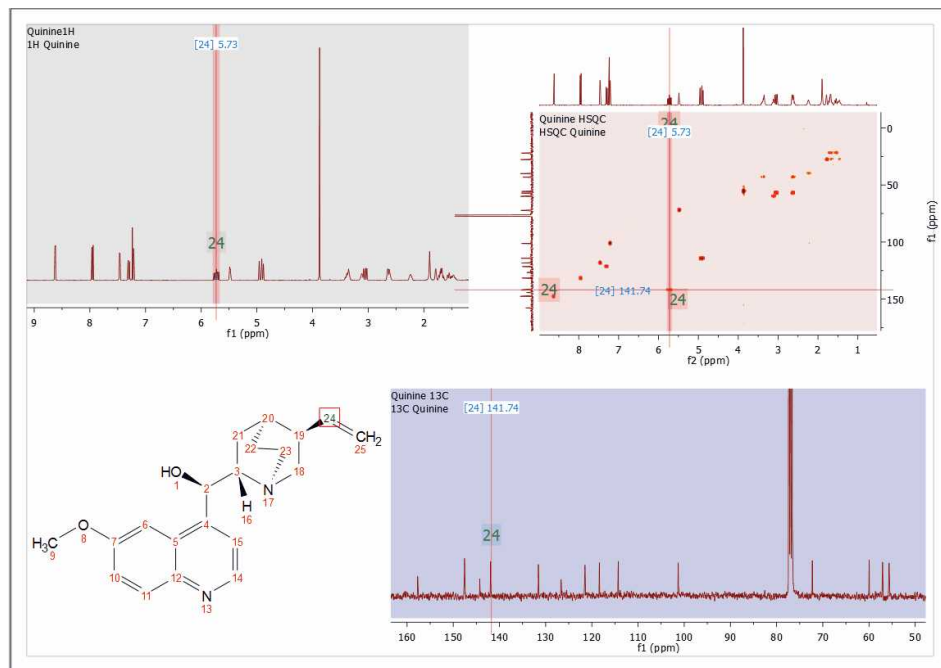 Quinine1H
1H Quinine
[24] 5.73
24
9 8 7 6 5 4 3 2
f1 (ppm)
24
Quinine HSQC
HSQC Quinine
[24] 5.73
24
[24] 141.74
24
0
50
100
150
f1 (ppm)
8 7 6 5 4 3 2 1
f2 (ppm)
Quinine 13C
13C Quinine
[24] 141.74
24
160 150 140 130 120 110 100 90 80 70 60 50
f1 (ppm)
20
24
21
19
CH2
22
23
25
HO
3
18
1
2
N
H
17
16
4
O
6
15
H3C
8
7
5
9
10
12
14
11
N
13